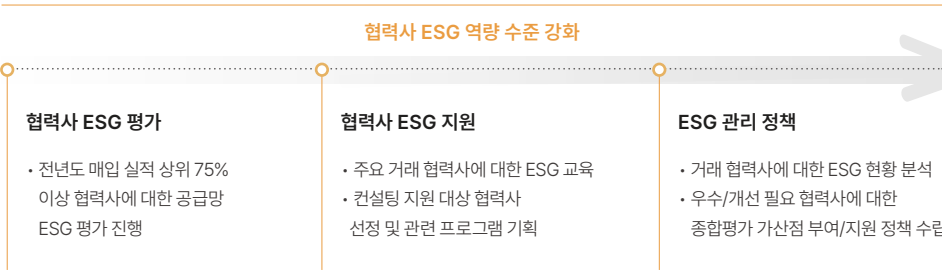 협력사 ESG 역량 수준 강화
협력사 ESG 평가
• 전년도 매입 실적 상위 75%
이상 협력사에 대한 공급망
ESG 평가 진행
협력사 ESG 지원
• 주요 거래 협력사에 대한 ESG 교육
• 컨설팅 지원 대상 협력사
선정 및 관련 프로그램 기획
ESG 관리 정책
• 거래 협력사에 대한 ESG 현황 분석
• 우수/개선 필요 협력사에 대한
종합평가 가산점 부여/지원 정책 수립